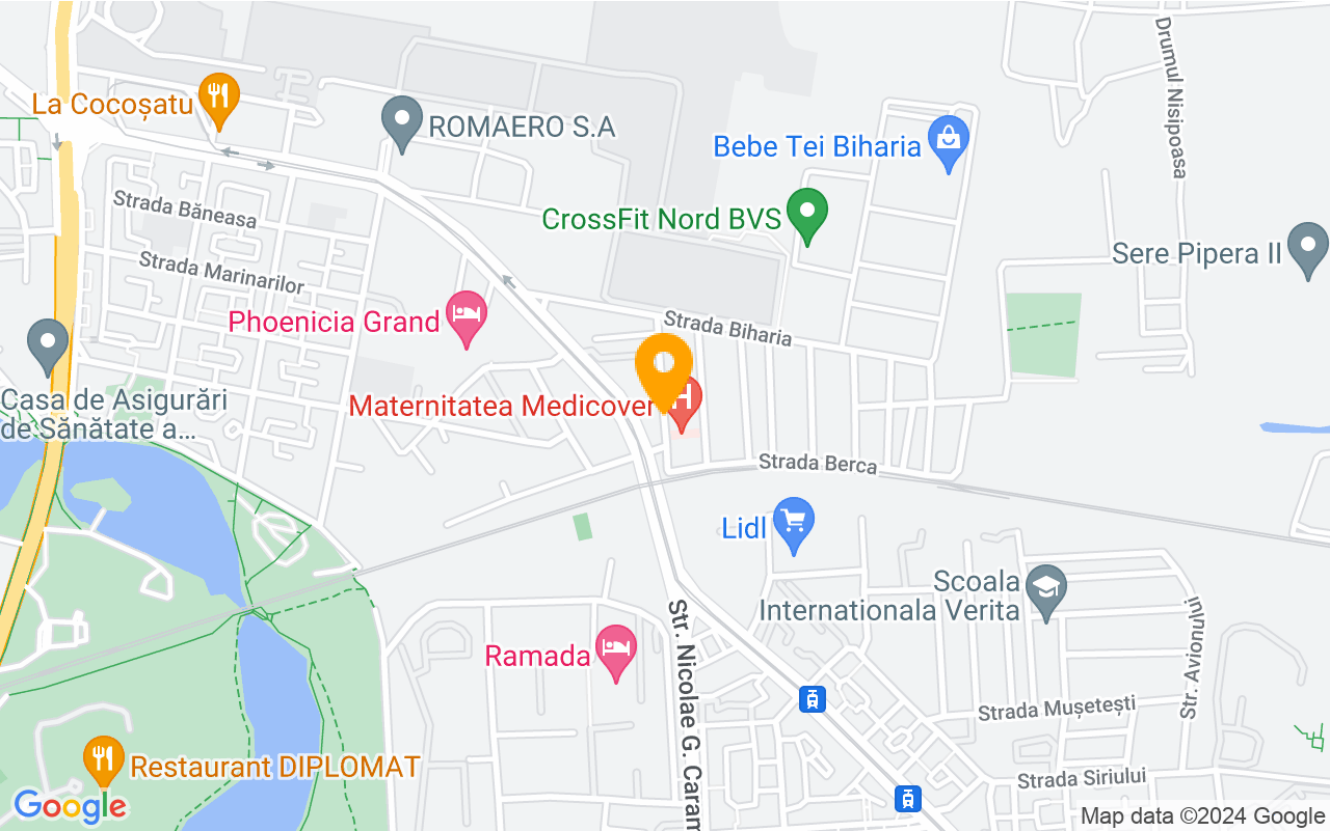 Drumul Nisipoasa
La Cocoșatu
ROMAERO S.A
Bebe Tei Biharia
Strada Băneasa
CrossFit Nord BVS
Sere Pipera II
Strada Marinarilor
Phoenicia Grand
Strada Biharia
Casa de Asigurări
de Sănătate a...
Maternitatea Medicover
H
Strada Berca
Lidl
Scoala
Internationala Verita
Str. Nicolae G. Caram
Str. Avionului
Ramada
Strada Mușetești
Restaurant DIPLOMAT
Strada Siriului
Google
Map data ©2024 Google